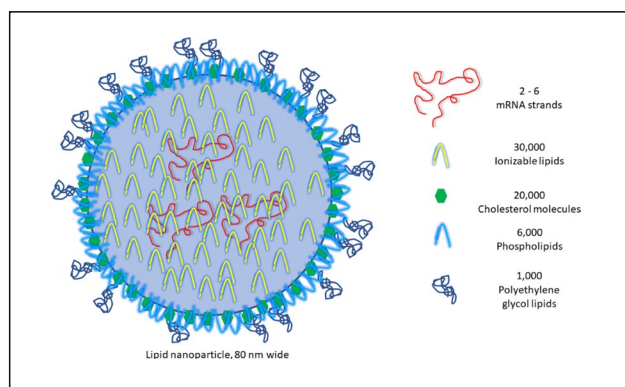 2 - 6
mRNA strands
30,000
Ionizable lipids
20,000
Cholesterol molecules
6,000
Phospholipids
1,000
Polyethylene
glycol lipids
Lipid nanoparticle, 80 nm wide